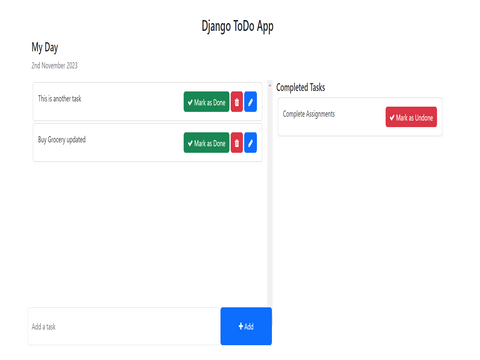 Django ToDo App
My Day
2nd November 2023
This is another task
Mark as Done
Buy Grocery updated
Mark as Done
Add a task
Add
Completed Tasks
Complete Assignments
Mark as Undone